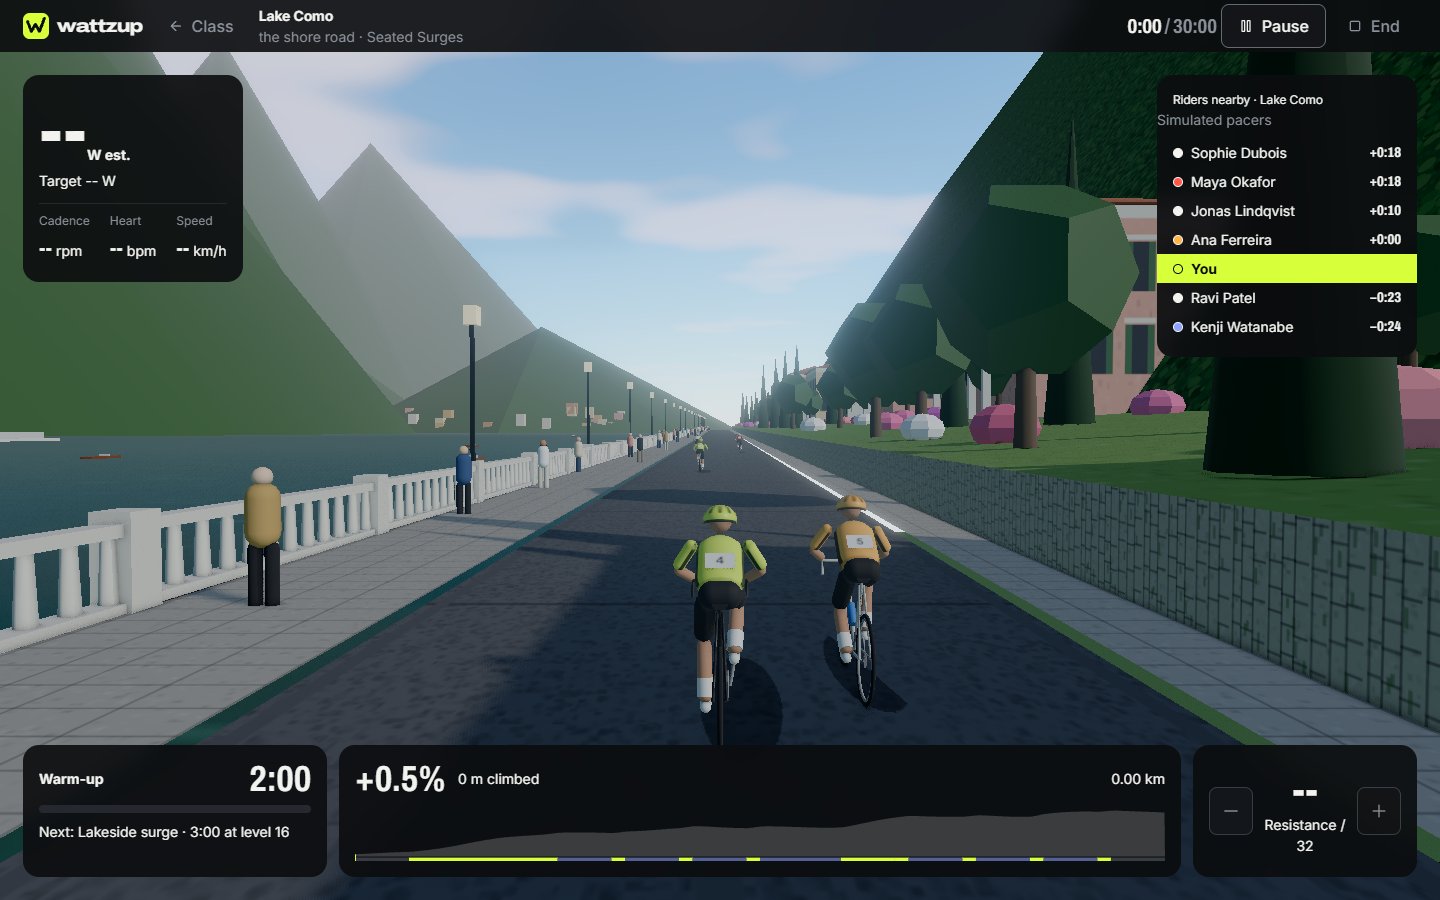 W wattzup
← Class
Lake Como
the shore road · Seated Surges
0:00 / 30:00
Pause
End
--
W est.
Target -- W
Cadence Heart Speed
-- rpm -- bpm -- km/h
Riders nearby · Lake Como
Simulated pacers
Sophie Dubois +0:18
Maya Okafor +0:18
Jonas Lindqvist +0:10
Ana Ferreira +0:00
You
Ravi Patel −0:23
Kenji Watanabe −0:24
4
5
Warm-up 2:00
Next: Lakeside surge · 3:00 at level 16
+0.5% 0 m climbed 0.00 km
− -- +
Resistance /
32